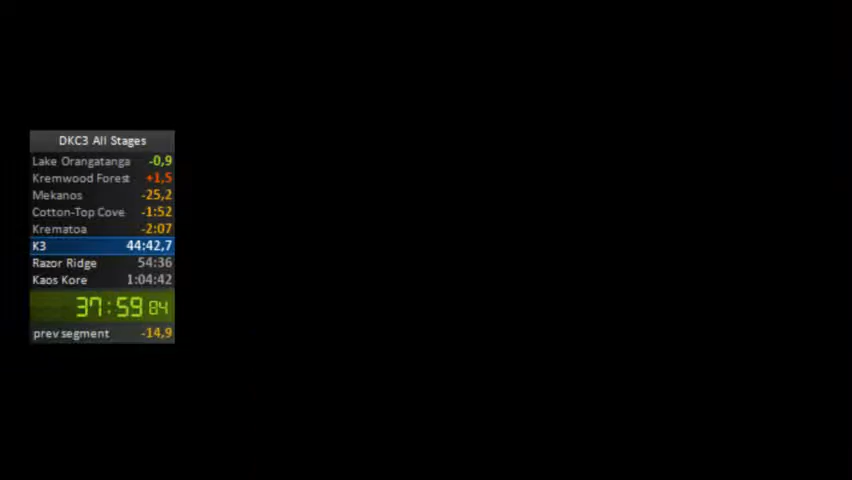 DKC3 All Stages
Lake Orangatanga -0,9
Kremwood Forest +1,5
Mekanos -25,2
Cotton-Top Cove -1:52
Krematoa -2:07
K3 44:42,7
Razor Ridge 54:36
Kaos Kore 1:04:42
37:59 84
prev segment -14,9